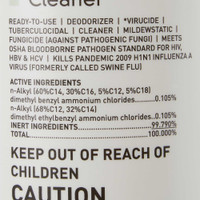 Cleaner
READY-TO-USE | DEODORIZER | *VIRUCIDE |
TUBERCULOCIDAL | CLEANER | MILDEWSTATIC |
FUNGICIDE (AGAINST PATHOGENIC FUNGI) | MEETS
OSHA BLOODBORNE PATHOGEN STANDARD FOR HIV,
HBV & HCV | KILLS PANDEMIC 2009 H1N1 INFLUENZA A
VIRUS (FORMERLY CALLED SWINE FLU)
ACTIVE INGREDIENTS
n-Alkyl (60%C14, 30%C16, 5%C12, 5%C18)
dimethyl benzyl ammonium chlorides 0.105%
n-Alkyl (68%C12, 32%C14)
dimethyl ethylbenzyl ammonium chlorides 0.105%
INERT INGREDIENTS: 99.790%
TOTAL 100.000%
KEEP OUT OF REACH OF
CHILDREN
CAUTION